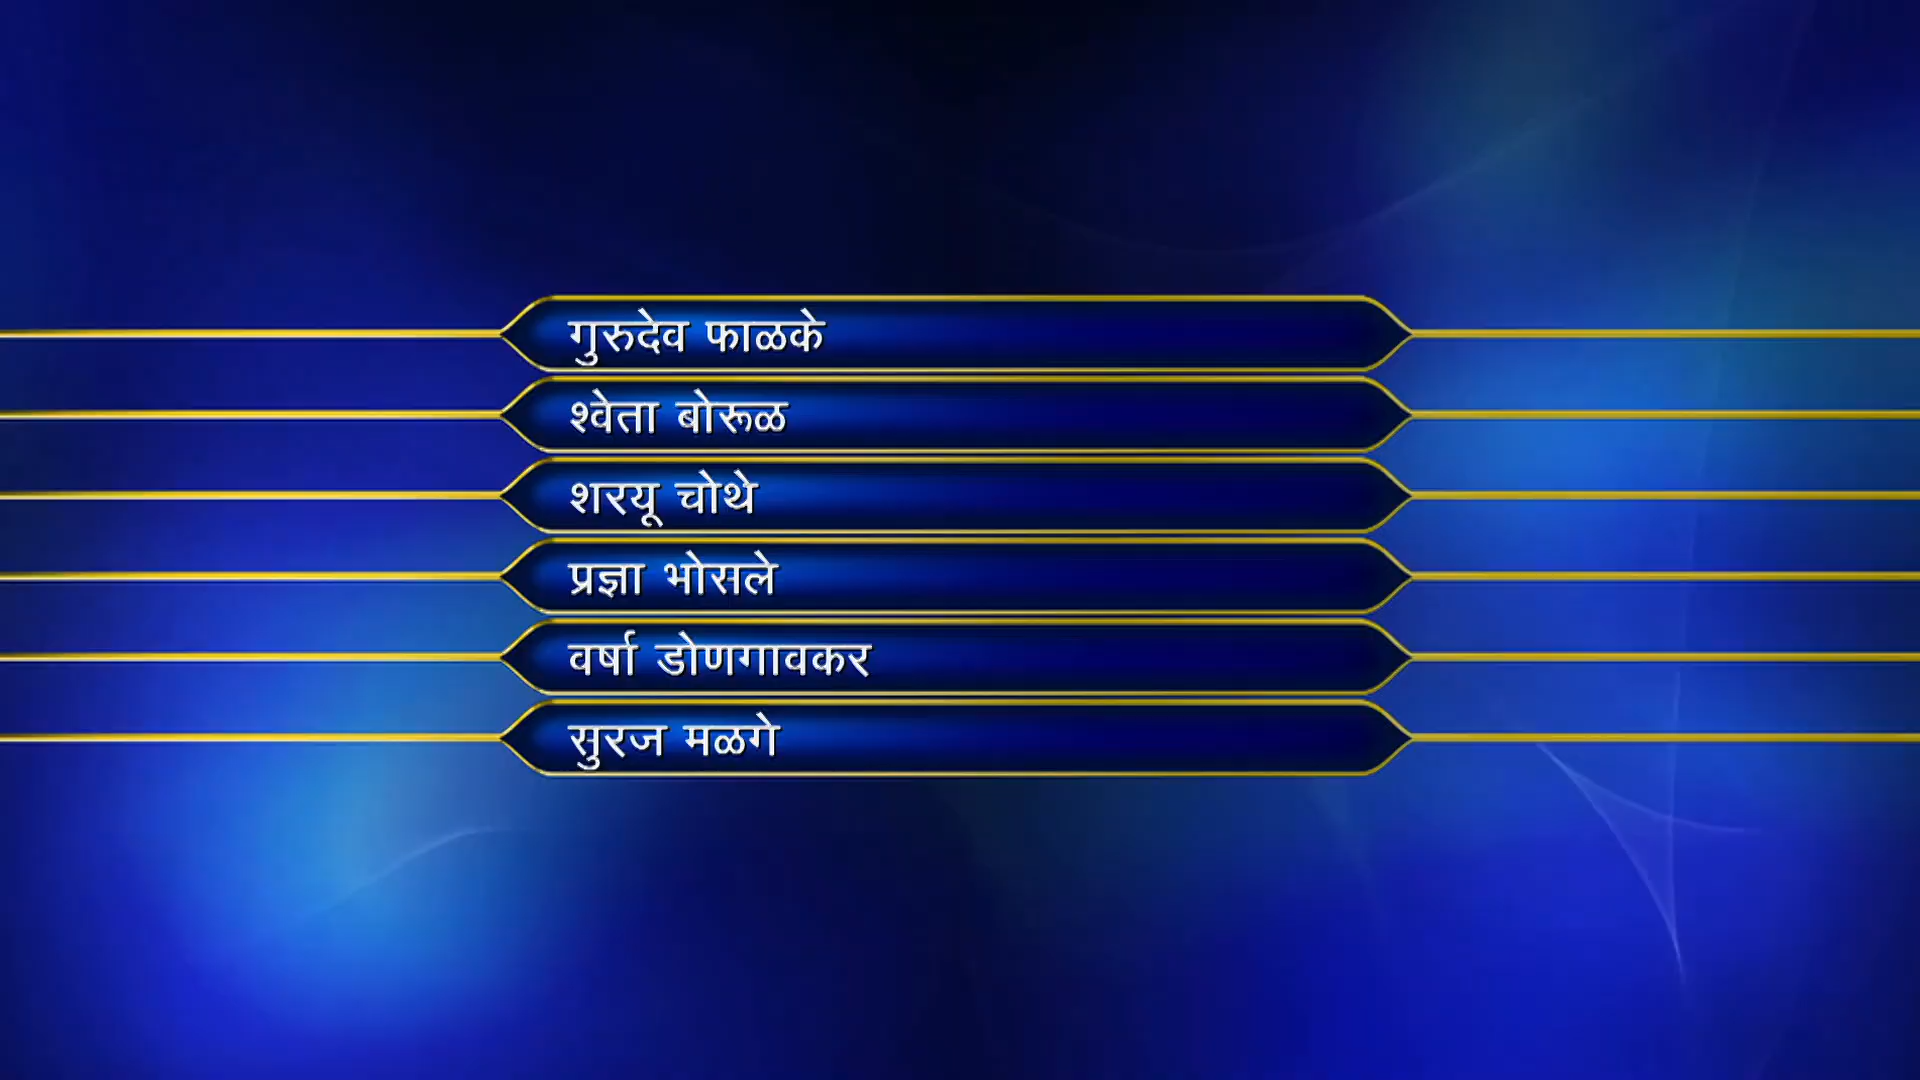 गुरुदेव फाळके
श्वेता बोरूळ
शरयू चोथे
प्रज्ञा भोसले
वर्षा डोणगावकर
सुरज मळगे